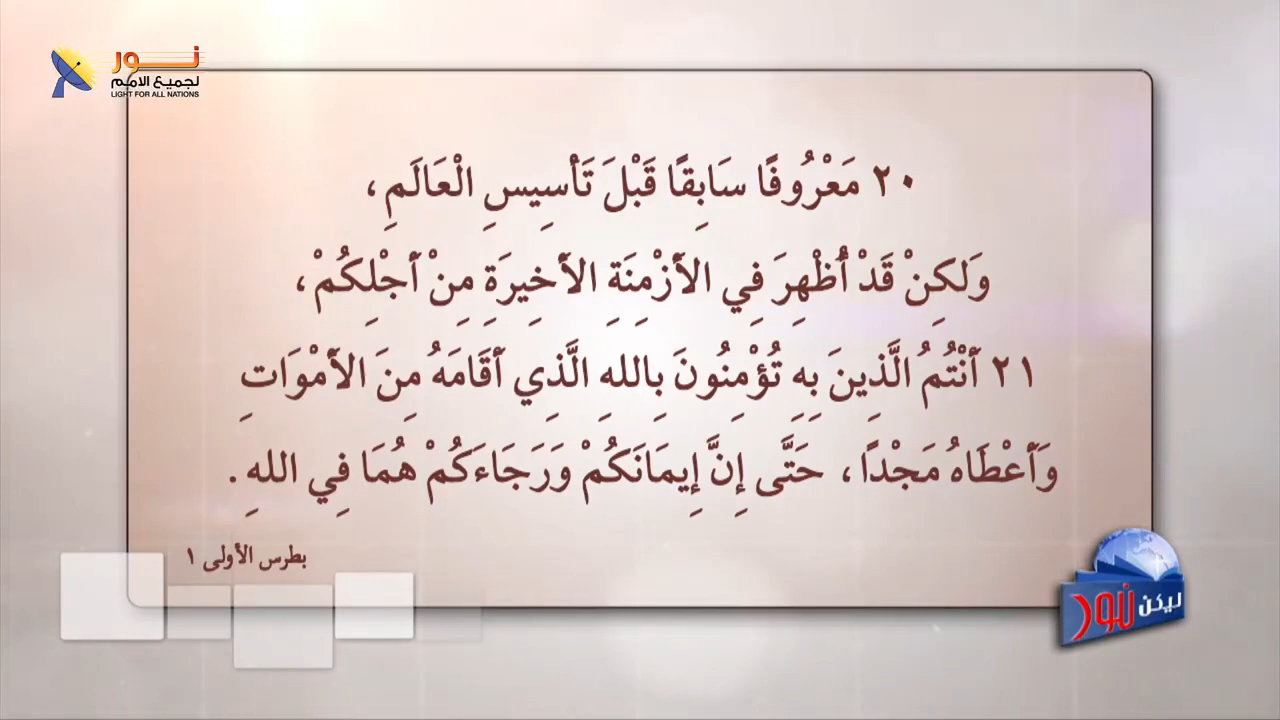 نور
لجميع الامم
LIGHT FOR ALL NATIONS
٢٠ مَعْرُوفًا سَابِقًا قَبْلَ تَأْسِيسِ الْعَالَمِ،
وَلَكِنْ قَدْ أُظْهِرَ فِي الأَزْمِنَةِ الأَخِيرَةِ مِنْ أَجْلِكُمْ،
٢١ أَنْتُمُ الَّذِينَ بِهِ تُؤْمِنُونَ بِاللهِ الَّذِي أَقَامَهُ مِنَ الأَمْوَاتِ
وَأَعْطَاهُ مَجْدًا، حَتَّى إِنَّ إِيمَانَكُمْ وَرَجَاءَكُمْ هُمَا فِي اللهِ.
بطرس الأولى ١
ليكن نور